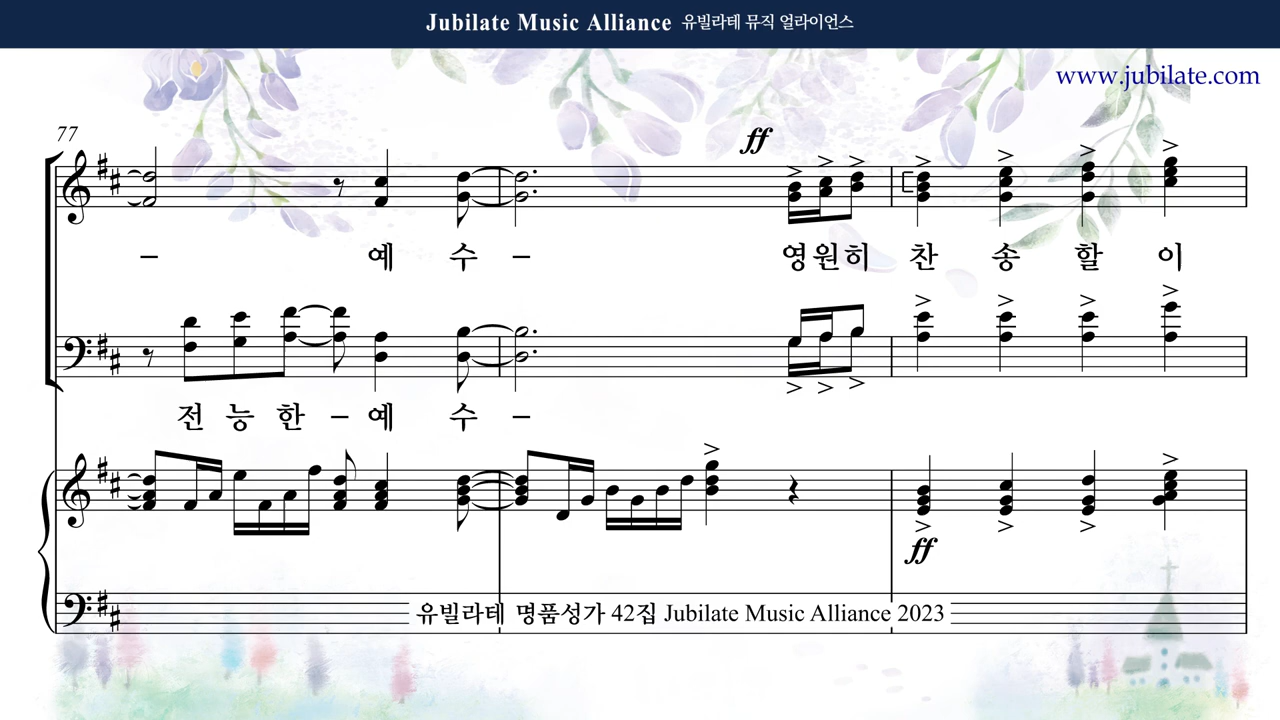 Jubilate Music Alliance 유빌라테 뮤직 얼라이언스
www.jubilate.com
77
ff
– 예 수 – 영 원 히 찬 송 할 이
전 능 한 – 예 수 –
ff
유빌라테 명품성가 42집 Jubilate Music Alliance 2023